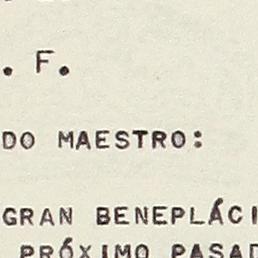 . F.
DO MAESTRO:
GRAN BENEPLÁCI
PRÓXIMO PASAD